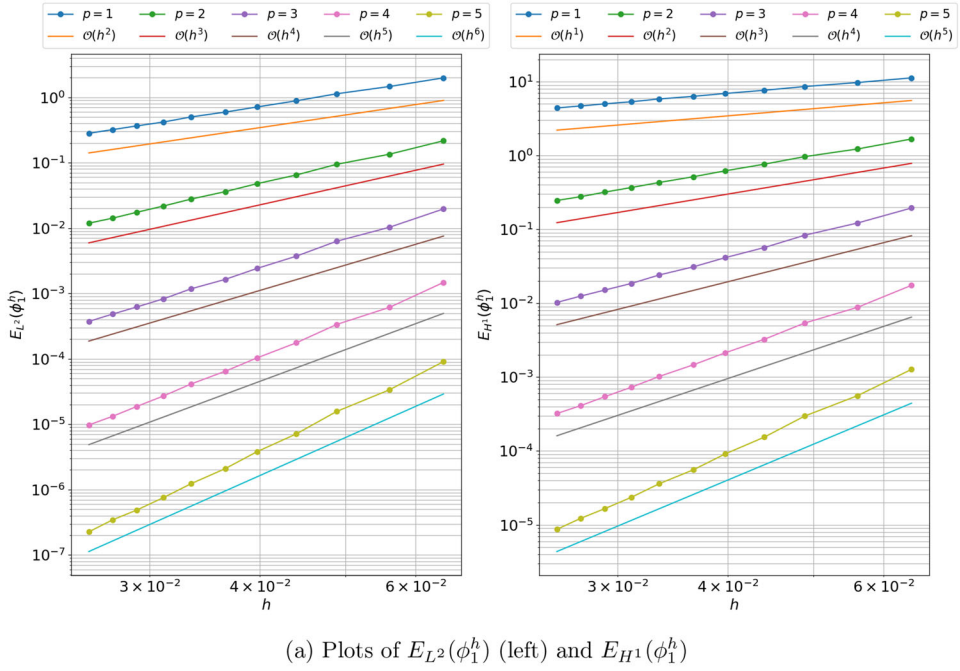 p = 1 p = 2 p = 3 p = 4 p = 5
𝒪(h²) 𝒪(h³) 𝒪(h⁴) 𝒪(h⁵) 𝒪(h⁶)
10⁰
10⁻¹
10⁻²
10⁻³
10⁻⁴
10⁻⁵
10⁻⁶
10⁻⁷
E_{L²}(ϕ₁ʰ)
3 × 10⁻² 4 × 10⁻² 6 × 10⁻²
h
p = 1 p = 2 p = 3 p = 4 p = 5
𝒪(h¹) 𝒪(h²) 𝒪(h³) 𝒪(h⁴) 𝒪(h⁵)
10¹
10⁰
10⁻¹
10⁻²
10⁻³
10⁻⁴
10⁻⁵
E_{H¹}(ϕ₁ʰ)
3 × 10⁻² 4 × 10⁻² 6 × 10⁻²
h
(a) Plots of E_{L²}(ϕ₁ʰ) (left) and E_{H¹}(ϕ₁ʰ)